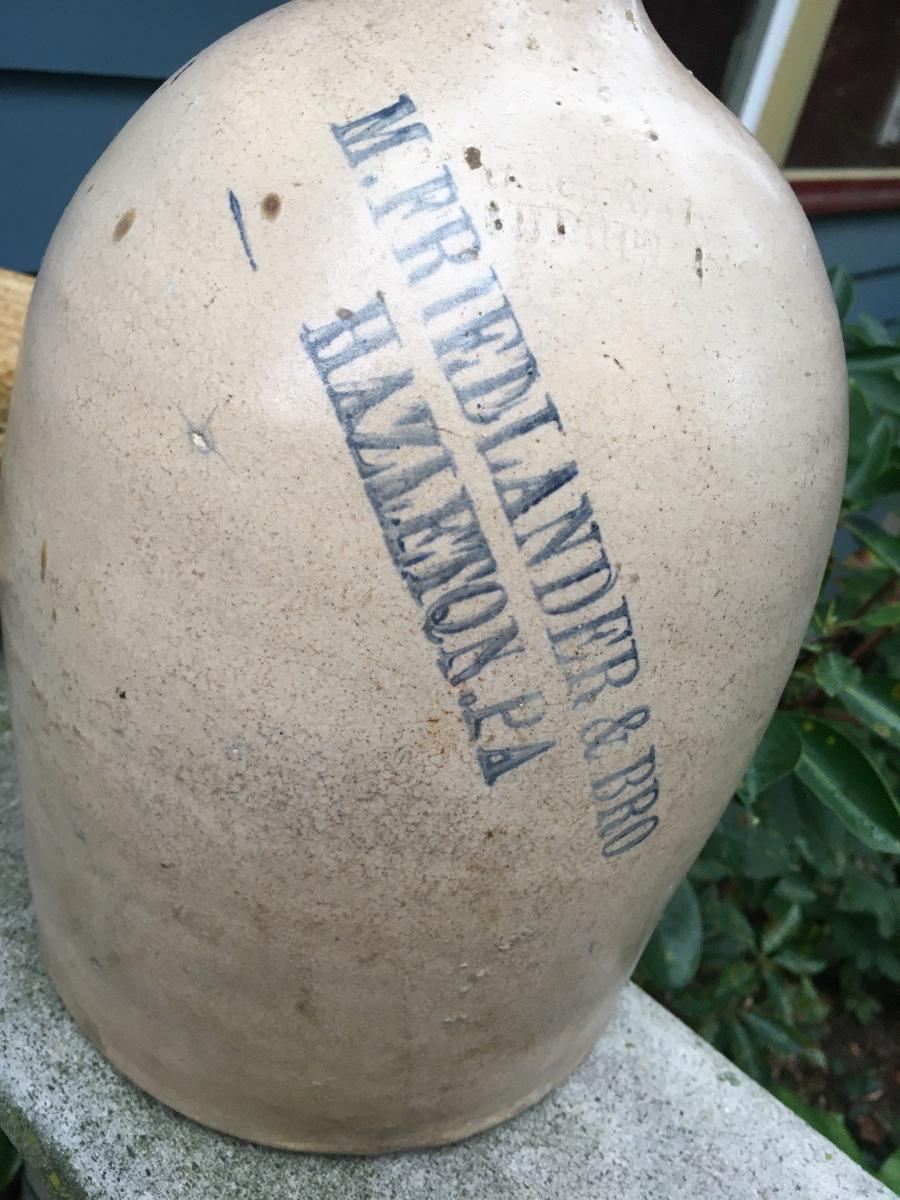 M. FRIEDLANDER & BRO
HAZLETON. PA